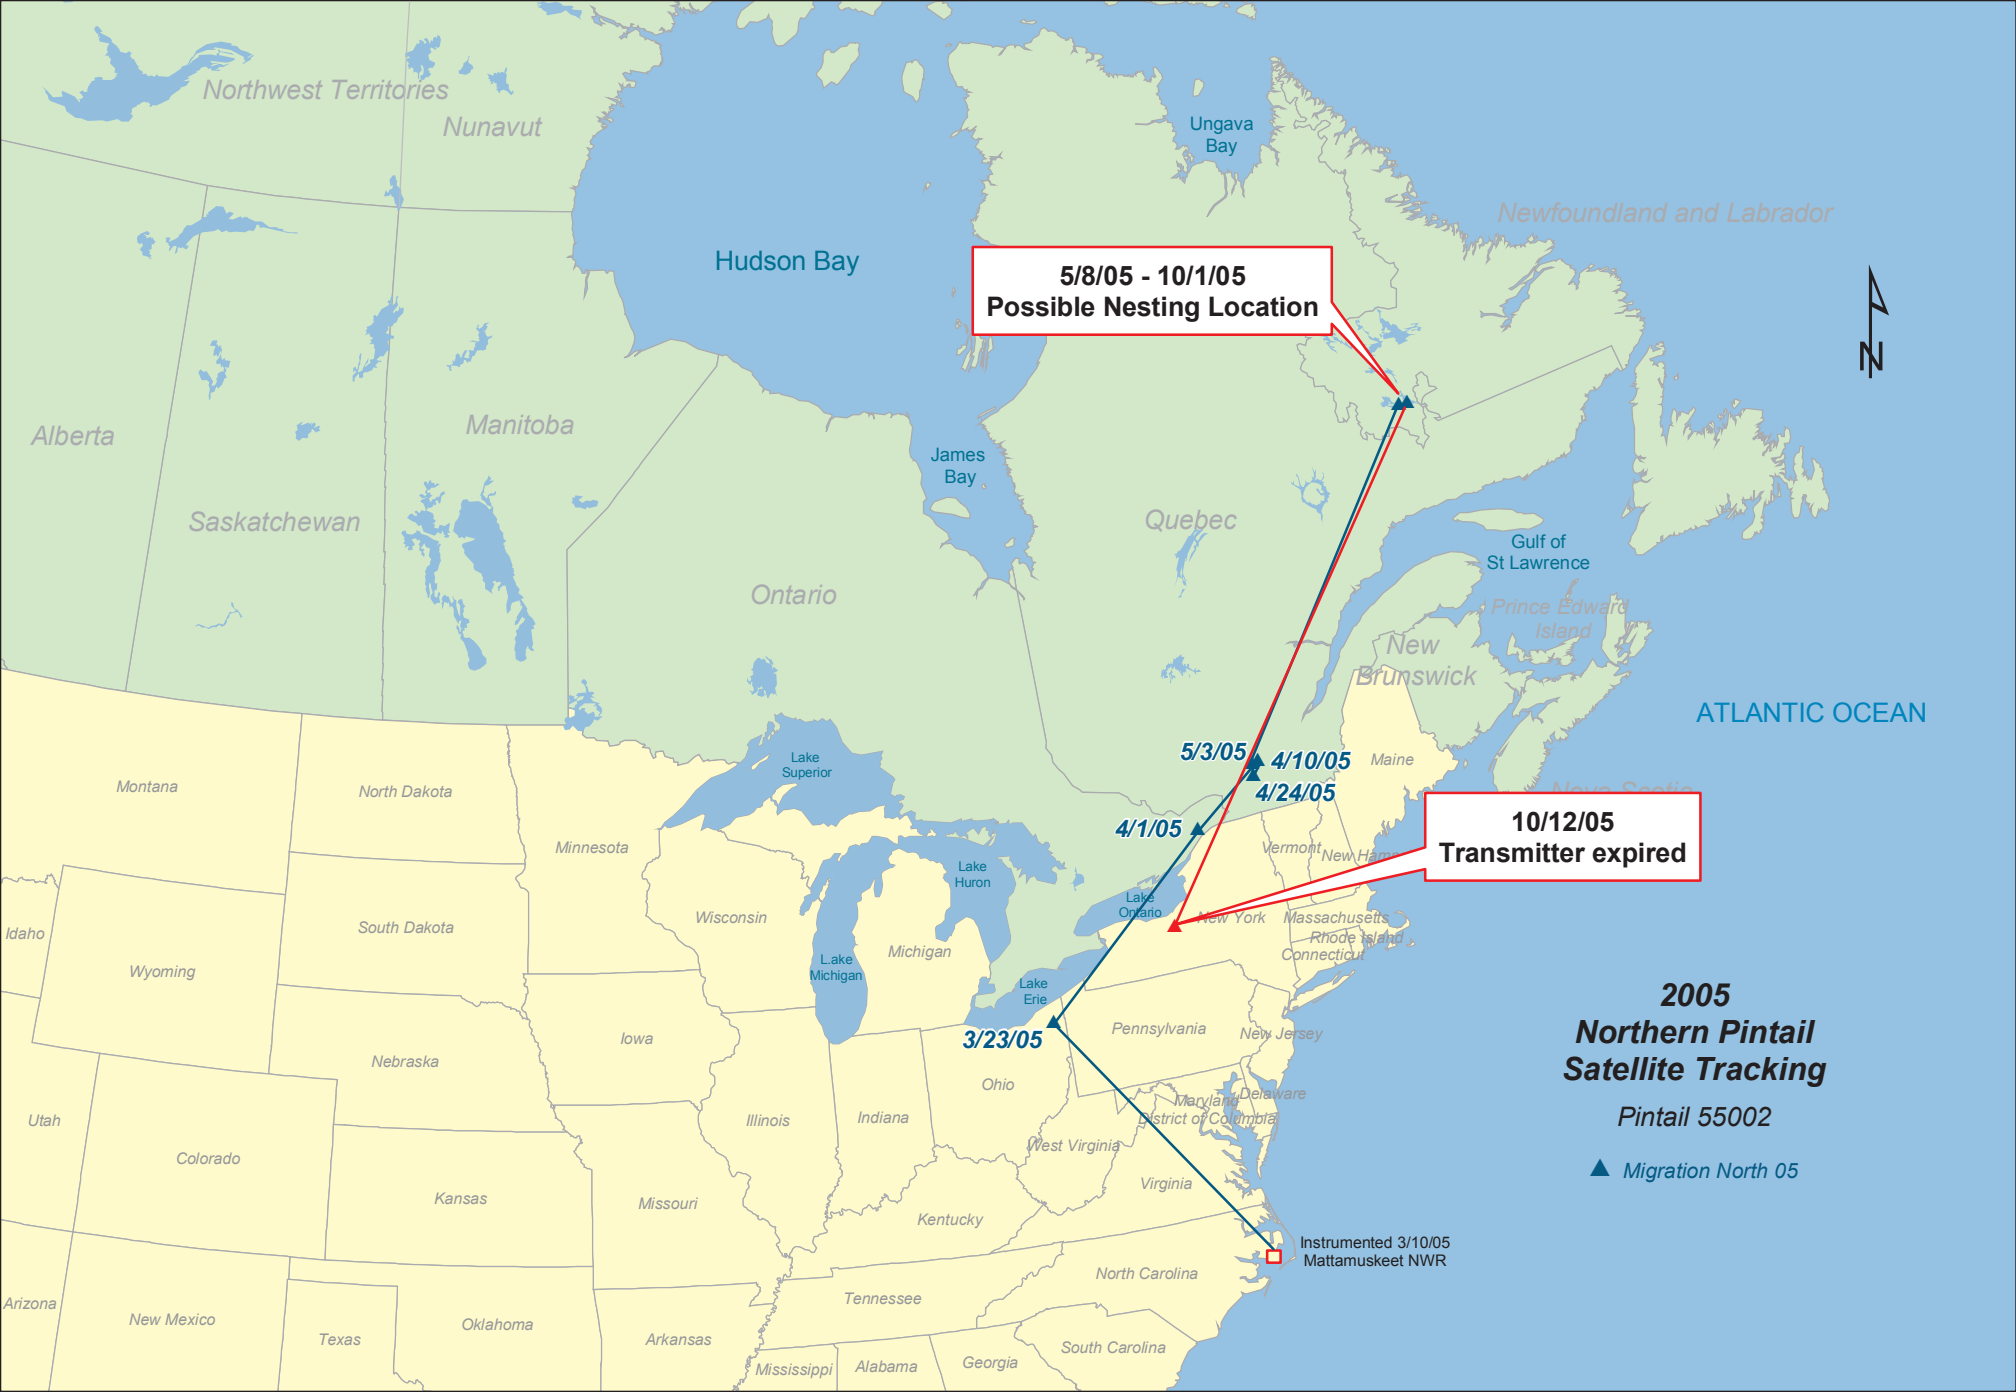 Northwest Territories
Nunavut
Ungava
Bay
Newfoundland and Labrador
Hudson Bay
5/8/05 - 10/1/05
Possible Nesting Location
N
Alberta
Manitoba
James
Bay
Saskatchewan
Quebec
Gulf of
St Lawrence
Ontario
Prince Edward
Island
New
Brunswick
ATLANTIC OCEAN
5/3/05
4/10/05
4/24/05
Maine
Lake
Superior
Montana
North Dakota
Nova Scotia
10/12/05
Transmitter expired
4/1/05
Minnesota
Vermont
New Hamp
Lake
Huron
Lake
Ontario
New York
Massachusetts
Wisconsin
South Dakota
Idaho
Rhode Island
Connecticut
Michigan
L.ake
Michigan
Wyoming
Lake
Erie
2005
Northern Pintail
Satellite Tracking
Pintail 55002
Migration North 05
3/23/05
Pennsylvania
New Jersey
Iowa
Nebraska
Ohio
Maryland
Delaware
District of Columbia
Utah
Illinois
Indiana
West Virginia
Colorado
Virginia
Kansas
Missouri
Kentucky
Instrumented 3/10/05
Mattamuskeet NWR
North Carolina
Tennessee
Arizona
New Mexico
Texas
Oklahoma
Arkansas
South Carolina
Georgia
Mississippi
Alabama